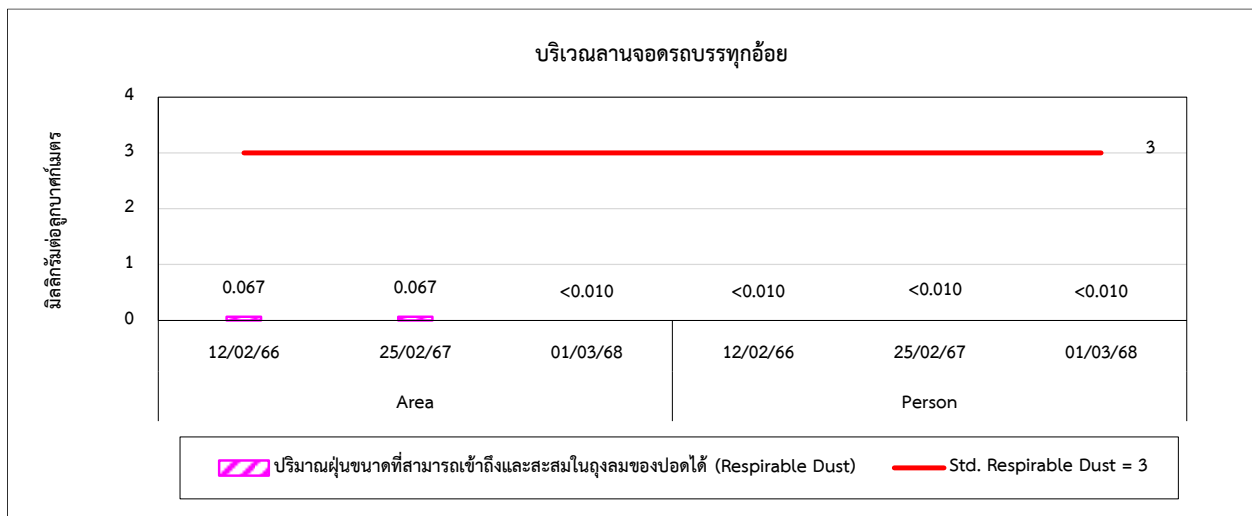 บริเวณลานจอดรถบรรทุกอ้อย
มิลลิกรัมต่อลูกบาศก์เมตร
4
3
2
1
0
3
0.067 0.067 <0.010 <0.010 <0.010 <0.010
12/02/66 25/02/67 01/03/68 12/02/66 25/02/67 01/03/68
Area Person
ปริมาณฝุ่นขนาดที่สามารถเข้าถึงและสะสมในถุงลมของปอดได้ (Respirable Dust) Std. Respirable Dust = 3